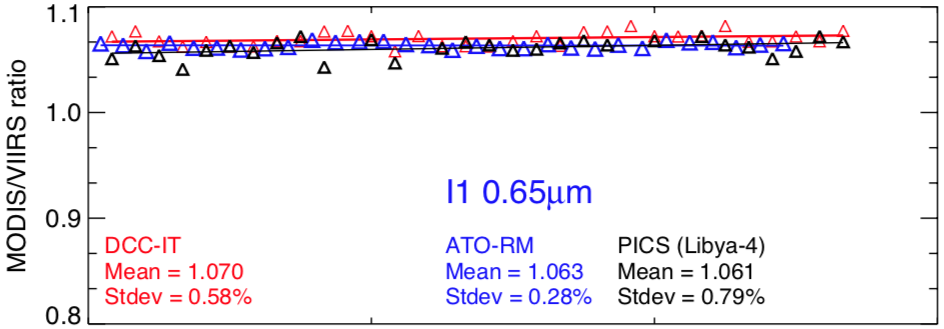 1.1
1.0
0.9
0.8
MODIS/VIIRS ratio
I1 0.65μm
DCC-IT
Mean = 1.070
Stdev = 0.58%
ATO-RM
Mean = 1.063
Stdev = 0.28%
PICS (Libya-4)
Mean = 1.061
Stdev = 0.79%